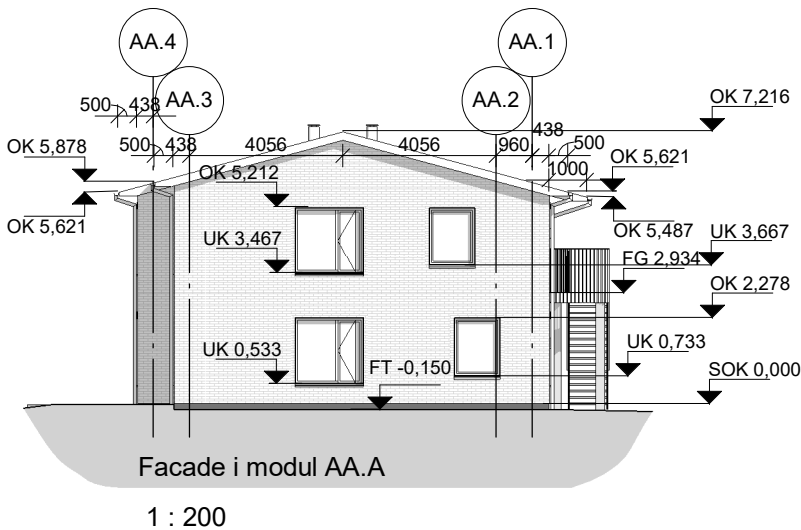 AA.4
AA.1
AA.3
AA.2
500 438
OK 7,216
438
OK 5,878
500 438 4056 4056 960 500
OK 5,621
1000
OK 5,212
OK 5,621
OK 5,487
UK 3,467
UK 3,667
FG 2,934
OK 2,278
UK 0,533
FT -0,150
UK 0,733
SOK 0,000
Facade i modul AA.A
1 : 200